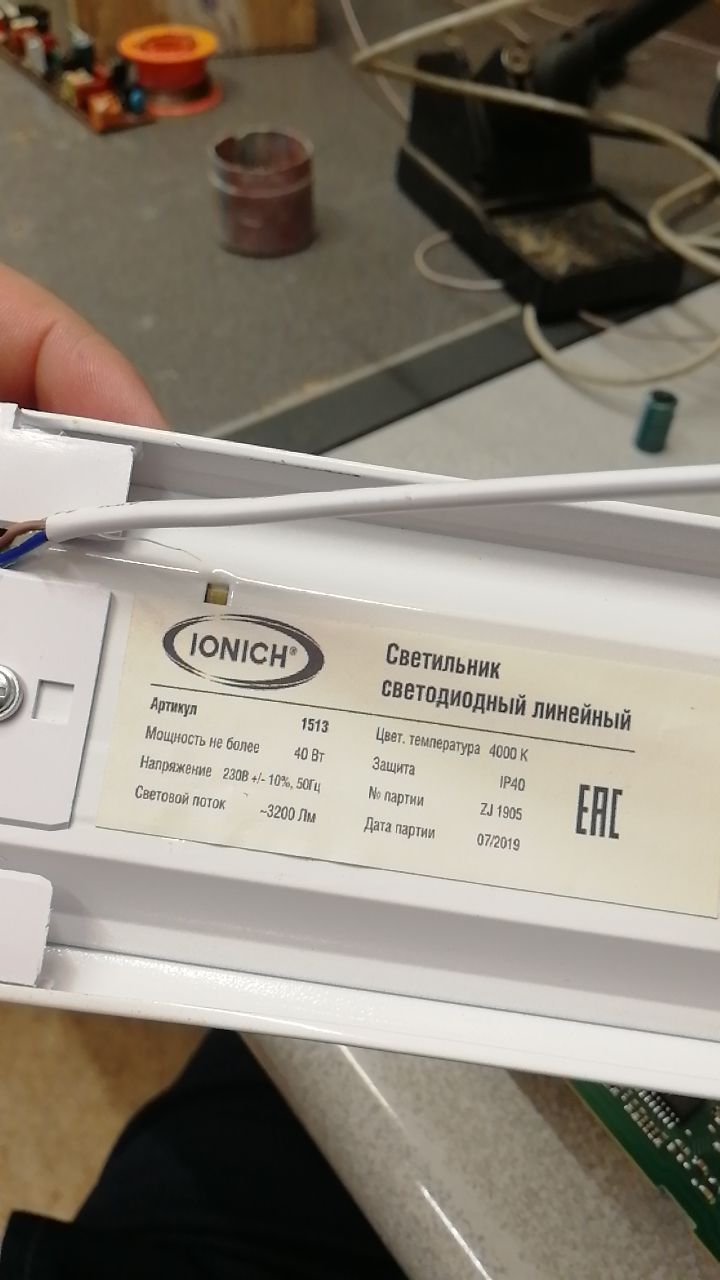 IONICH®
Светильник
светодиодный линейный
Артикул 1513
Мощность не более 40 Вт
Напряжение 230В +/- 10%, 50Гц
Световой поток ~3200 Лм
Цвет. температура 4000 K
Защита IP40
№ партии ZJ 1905
Дата партии 07/2019
EAC